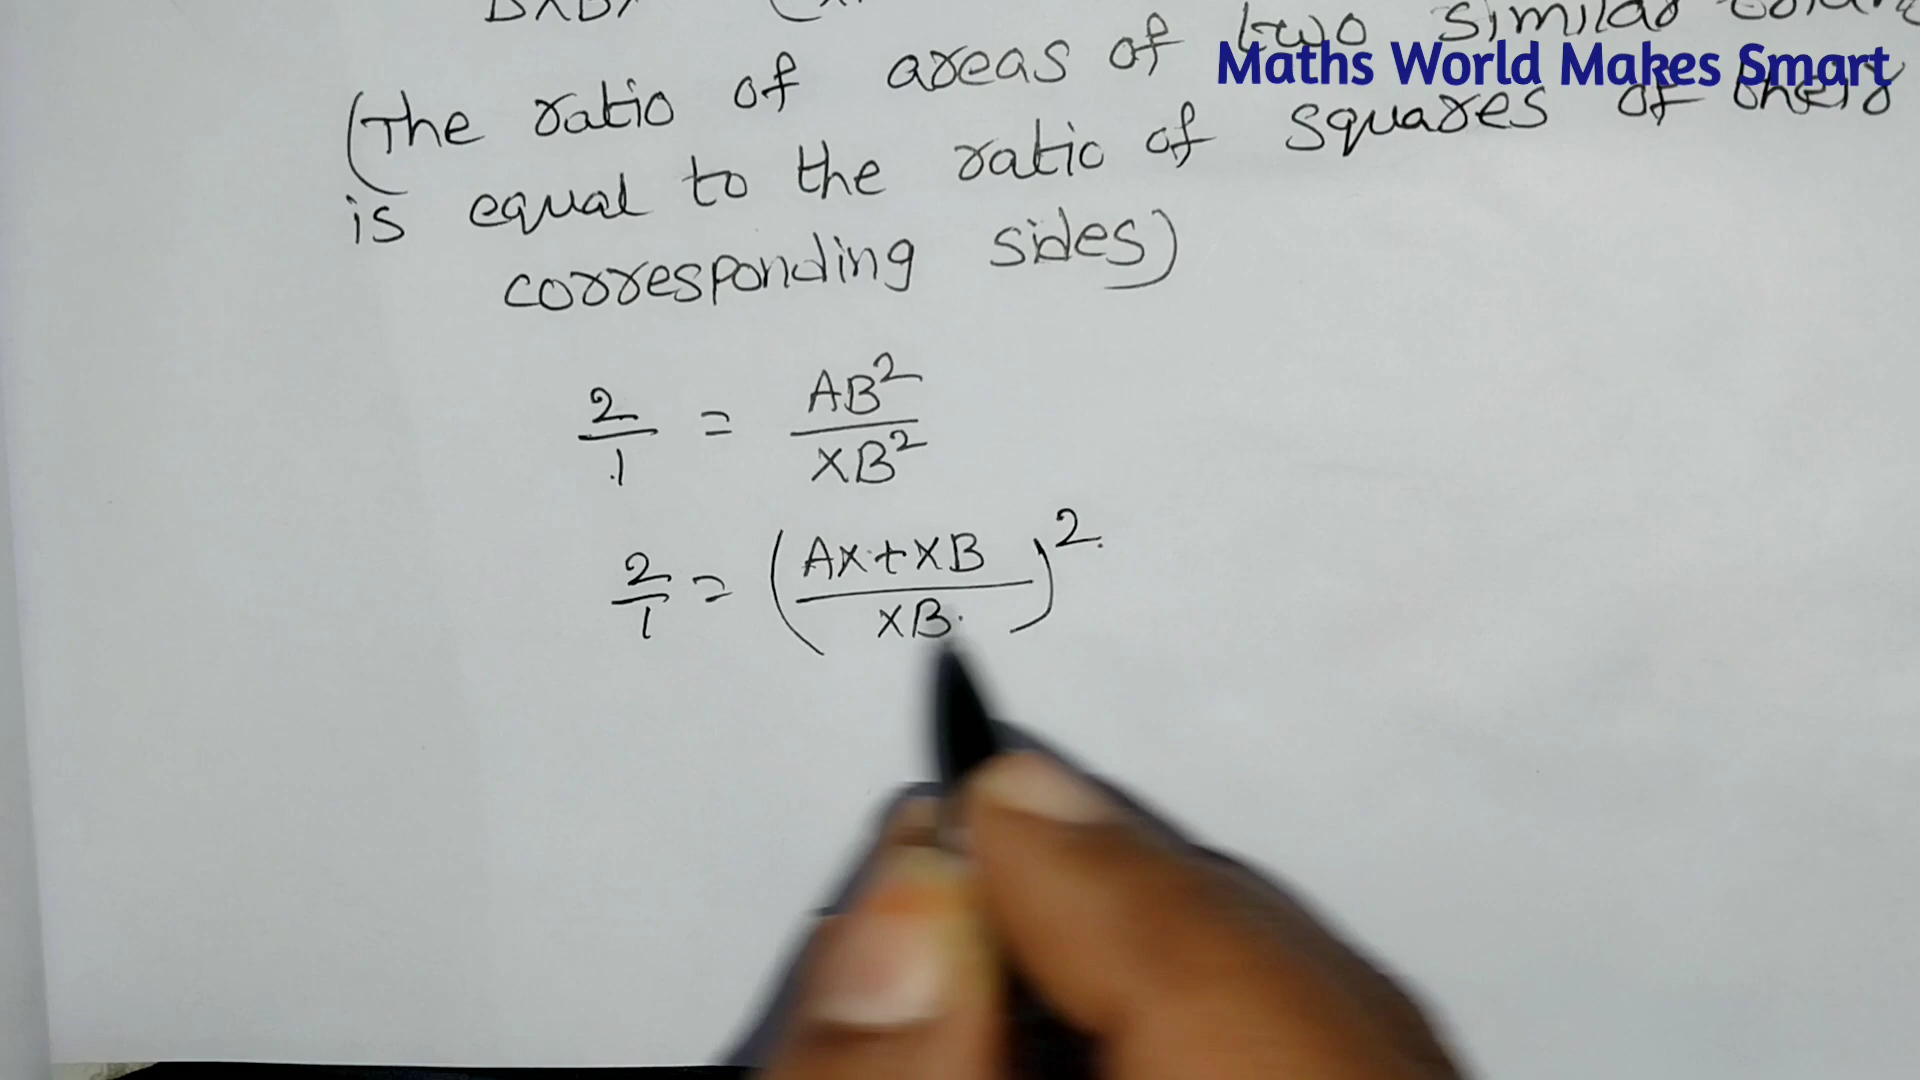 (The ratio of areas of two similar
Maths World Makes Smart
is equal to the ratio of squares of their
corresponding sides)
2/1 = AB²/XB²
2/1 = (AX+XB/XB)²